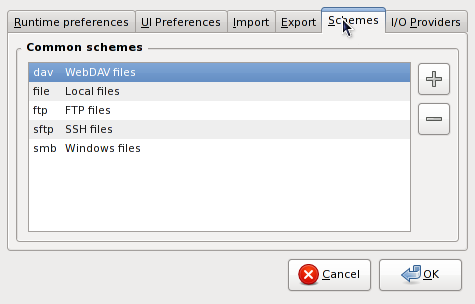 Runtime preferences UI Preferences Import Export Schemes I/O Providers
Common schemes
dav WebDAV files
file Local files
ftp FTP files
sftp SSH files
smb Windows files
Cancel OK